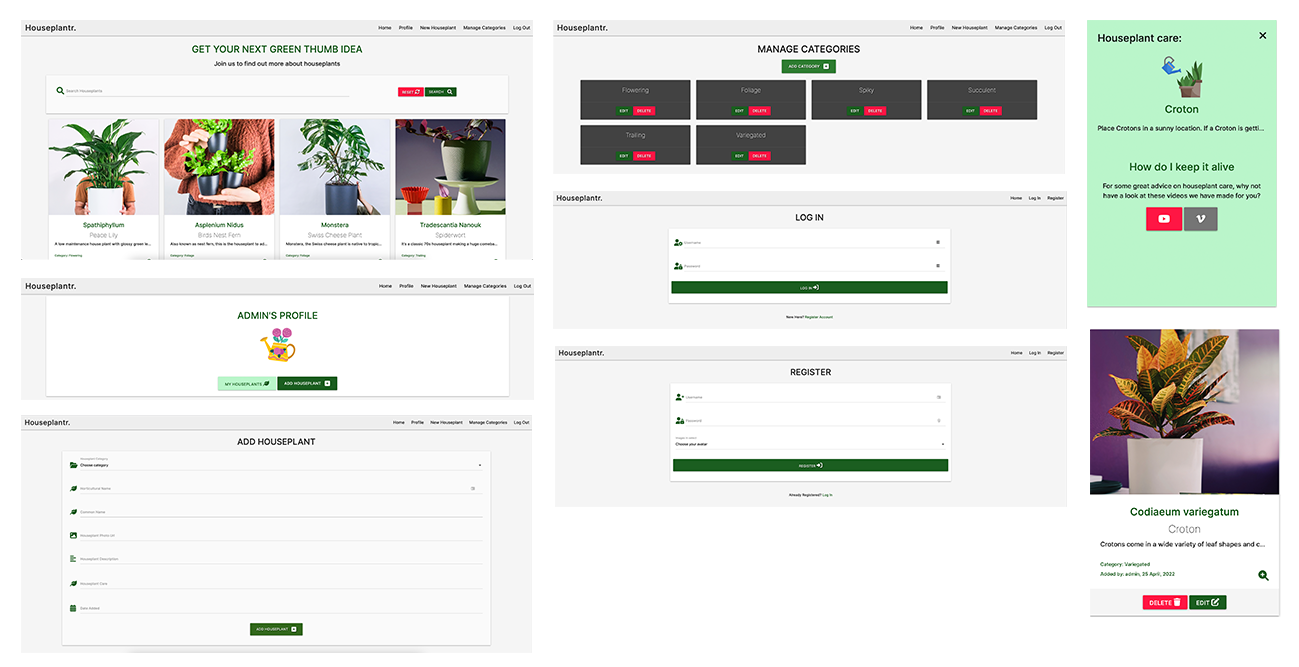 Houseplantr.
Home Profile New Houseplant Manage Categories Log Out
GET YOUR NEXT GREEN THUMB IDEA
Join us to find out more about houseplants
Search Houseplants
RESET SEARCH
Spathiphyllum
Peace Lily
A low maintenance house plant with glossy green le...
Category: Flowering
Asplenium Nidus
Birds Nest Fern
Also known as nest fern, this is the plant to ad...
Category: Foliage
Monstera
Swiss Cheese Plant
Monstera, the Swiss cheese plant is native to tropic...
Category: Foliage
Tradescantia Nanouk
Spiderwort
It's a classic 70s houseplant making a huge comeba...
Category: Trailing
Houseplantr.
Home Profile New Houseplant Manage Categories Log Out
ADMIN'S PROFILE
MY HOUSEPLANTS ADD HOUSEPLANT
Houseplantr.
Home Profile New Houseplant Manage Categories Log Out
ADD HOUSEPLANT
Houseplant Category
Choose category
Horticultural Name
Common Name
Houseplant Photo Url
Houseplant Description
Houseplant Care
Date Added
ADD HOUSEPLANT
Houseplantr.
Home Profile New Houseplant Manage Categories Log Out
MANAGE CATEGORIES
ADD CATEGORY
Flowering
EDIT DELETE
Foliage
EDIT DELETE
Spiky
EDIT DELETE
Succulent
EDIT DELETE
Trailing
EDIT DELETE
Variegated
EDIT DELETE
Houseplantr.
Home Log In Register
LOG IN
Username
Password
LOG IN
New Here? Register Account
Houseplantr.
Home Log In Register
REGISTER
Username
Password
Choose your avatar
REGISTER
Already Registered? Log In
Houseplant care:
Croton
Place Crotons in a sunny location. If a Croton is getti...
How do I keep it alive
For some great advice on houseplant care, why not
have a look at these videos we have made for you?
Codiaeum variegatum
Croton
Crotons come in a wide variety of leaf shapes and c...
Category: Variegated
Added by: admin, 25 April, 2022
DELETE EDIT